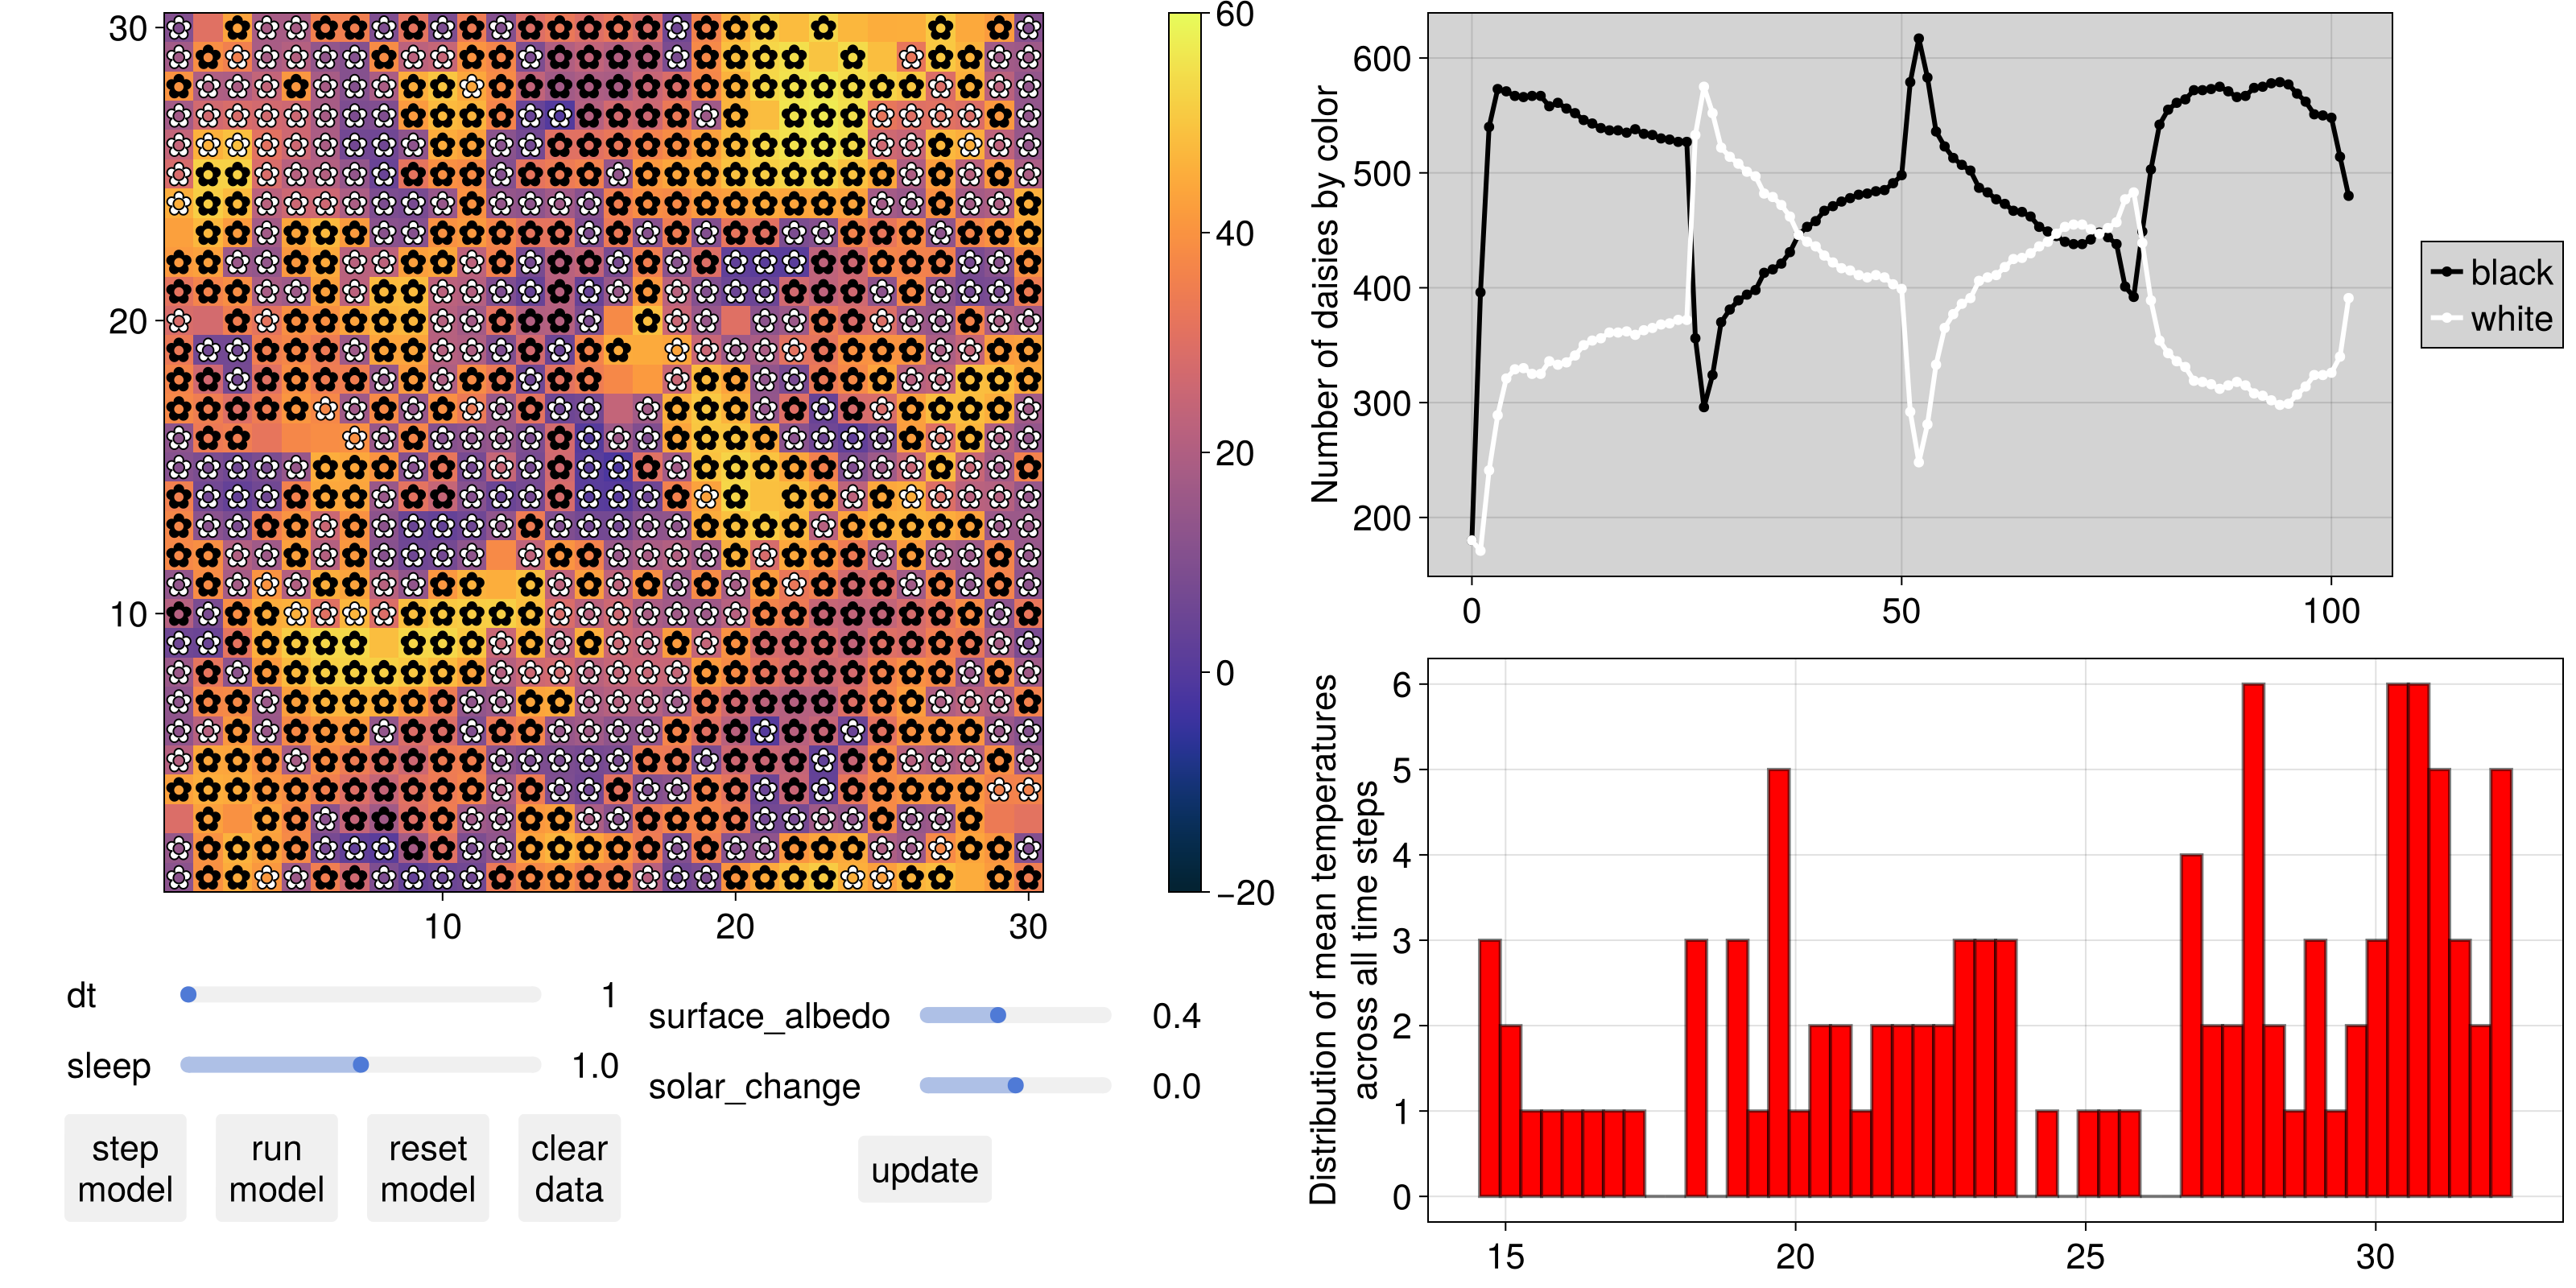 30
20
10
10
20
30
60
40
20
0
−20
Number of daisies by color
600
500
400
300
200
0
50
100
black
white
Distribution of mean temperatures
across all time steps
6
5
4
3
2
1
0
15
20
25
30
dt
1
sleep
1.0
surface_albedo
0.4
solar_change
0.0
step
model
run
model
reset
model
clear
data
update